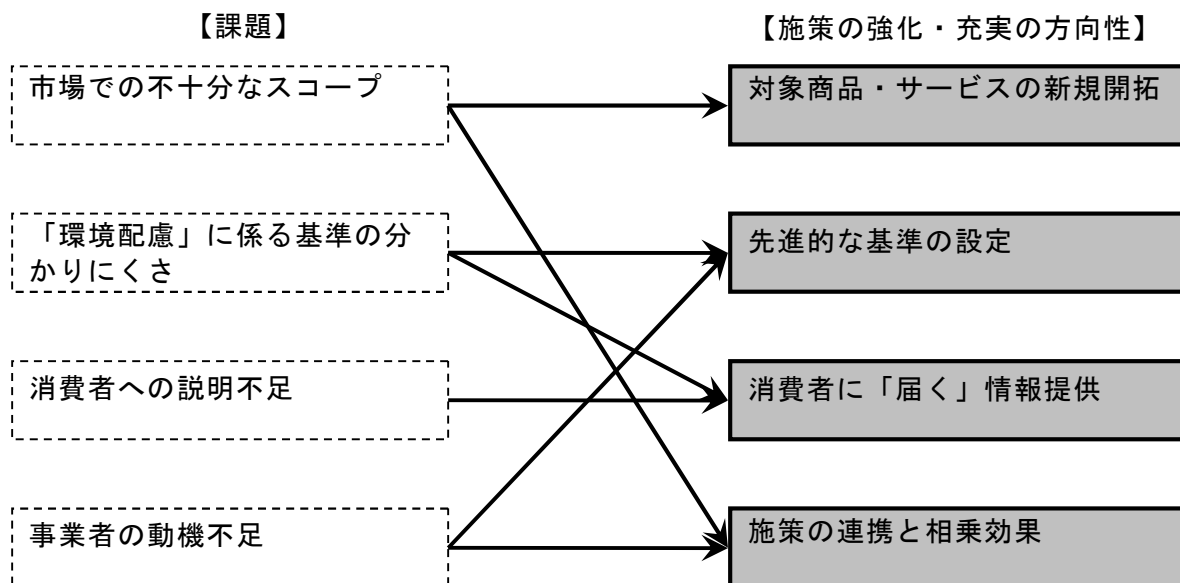 【課題】
【施策の強化・充実の方向性】
市場での不十分なスコープ
対象商品・サービスの新規開拓
「環境配慮」に係る基準の分
かりにくさ
先進的な基準の設定
消費者への説明不足
消費者に「届く」情報提供
事業者の動機不足
施策の連携と相乗効果